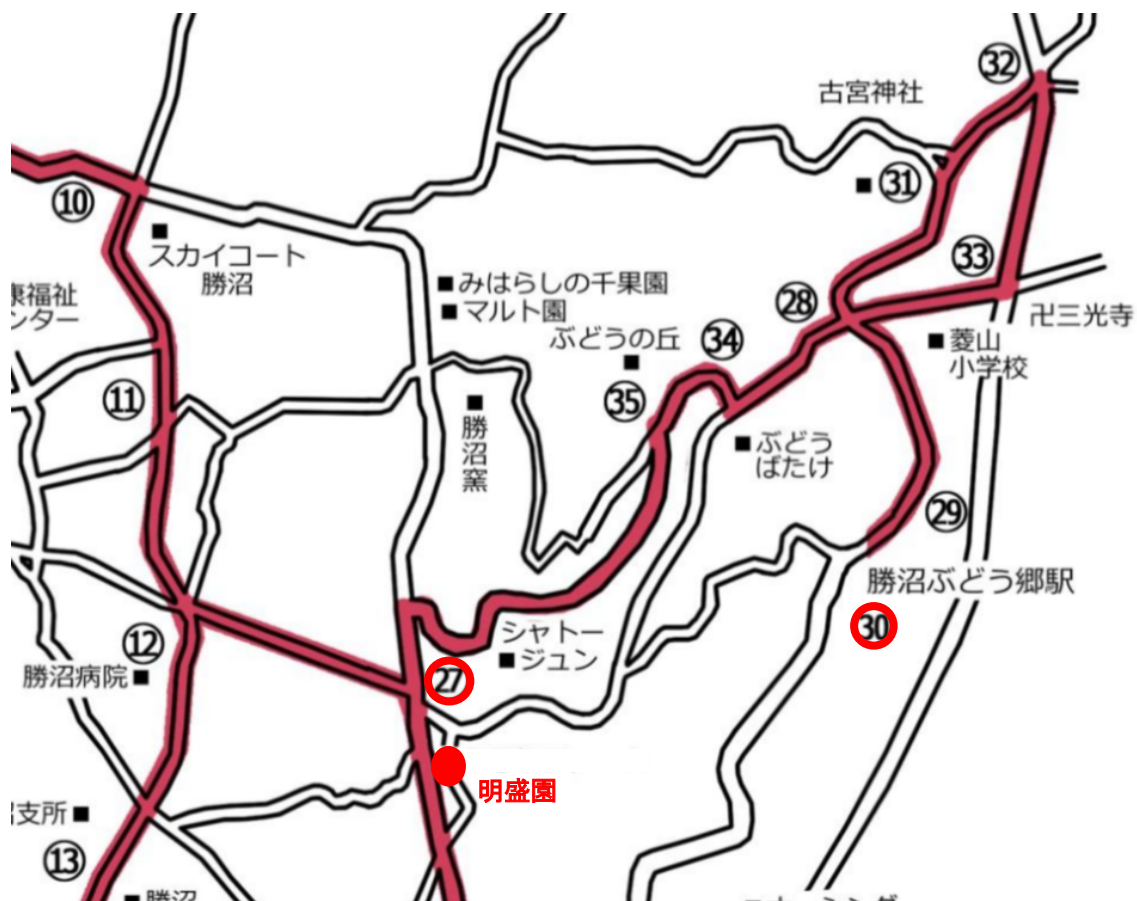 ㉜
古宮神社
⑩
㉛
スカイコート
勝沼
㉝
みはらしの千果園
康福祉
ンター
マルト園
㉘
卍三光寺
ぶどうの丘
㉞
菱山
小学校
⑪
㉟
勝沼窯
ぶどう
ばたけ
㉙
勝沼ぶどう郷駅
㉚
シャトー
ジュン
⑫
勝沼病院
㉗
明盛園
支所
⑬
勝沼